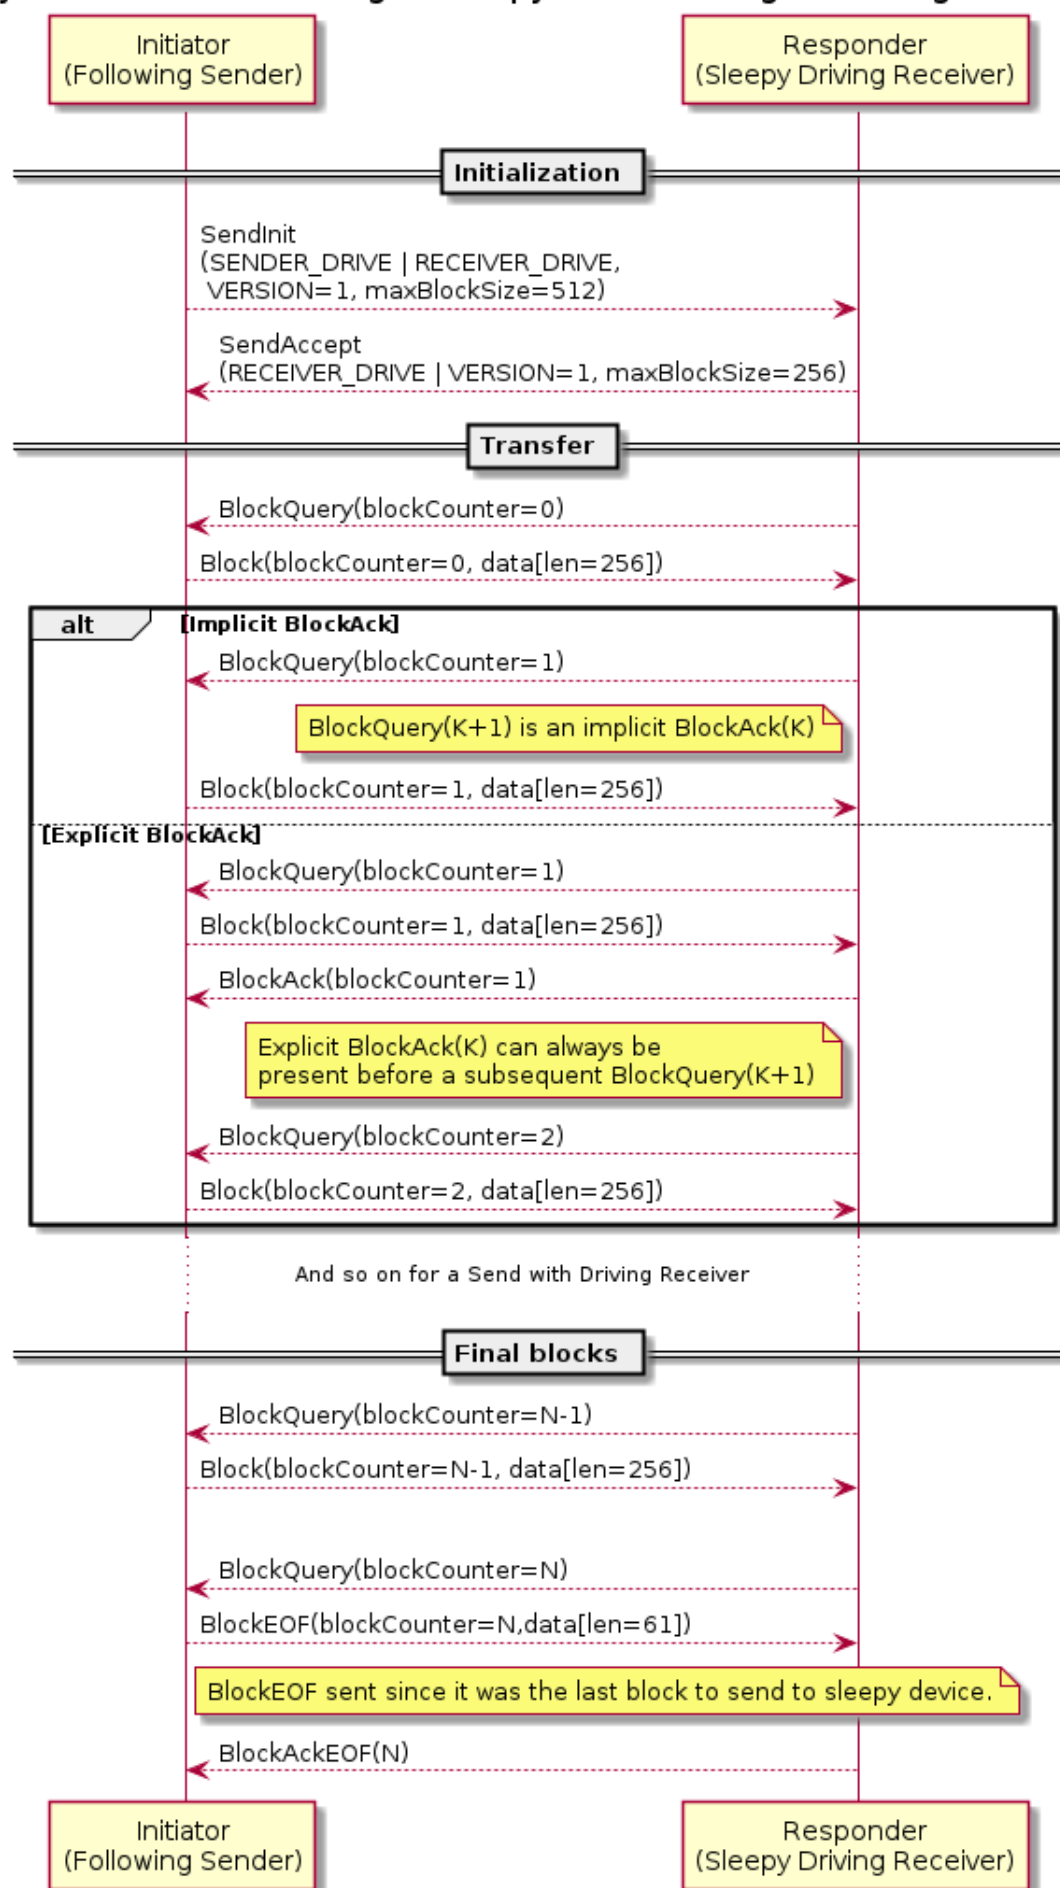 Initiator
(Following Sender)
Responder
(Sleepy Driving Receiver)
Initialization
SendInit
(SENDER_DRIVE | RECEIVER_DRIVE,
VERSION=1, maxBlockSize=512)
SendAccept
(RECEIVER_DRIVE | VERSION=1, maxBlockSize=256)
Transfer
BlockQuery(blockCounter=0)
Block(blockCounter=0, data[len=256])
alt [Implicit BlockAck]
BlockQuery(blockCounter=1)
BlockQuery(K+1) is an implicit BlockAck(K)
Block(blockCounter=1, data[len=256])
[Explicit BlockAck]
BlockQuery(blockCounter=1)
Block(blockCounter=1, data[len=256])
BlockAck(blockCounter=1)
Explicit BlockAck(K) can always be
present before a subsequent BlockQuery(K+1)
BlockQuery(blockCounter=2)
Block(blockCounter=2, data[len=256])
And so on for a Send with Driving Receiver
Final blocks
BlockQuery(blockCounter=N-1)
Block(blockCounter=N-1, data[len=256])
BlockQuery(blockCounter=N)
BlockEOF(blockCounter=N,data[len=61])
BlockEOF sent since it was the last block to send to sleepy device.
BlockAckEOF(N)
Initiator
(Following Sender)
Responder
(Sleepy Driving Receiver)